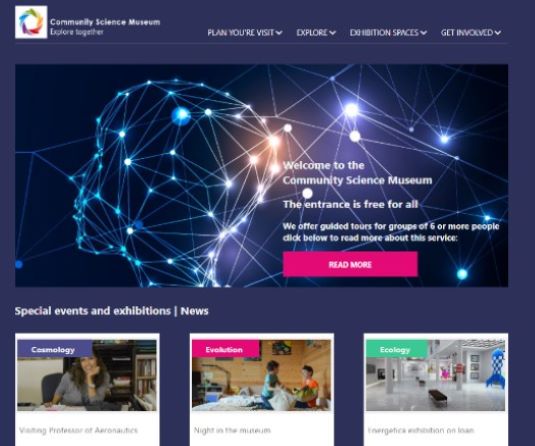 Community Science Museum
Explore together
PLAN YOU'RE VISIT EXPLORE EXHIBITION SPACES GET INVOLVED
Welcome to the
Community Science Museum
The entrance is free for all
We offer guided tours for groups of 6 or more people
click below to read more about this service:
READ MORE
Special events and exhibitions | News
Cosmology Evolution Ecology
Visiting Professor of Aeronautics Night in the museum Energetica exhibition on loan